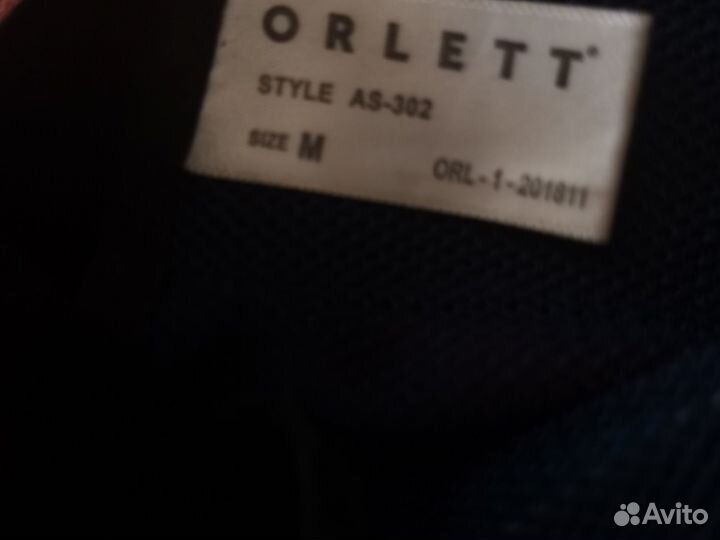 ORLETT®
STYLE AS-302
SIZE M
ORL-1-201811
Avito